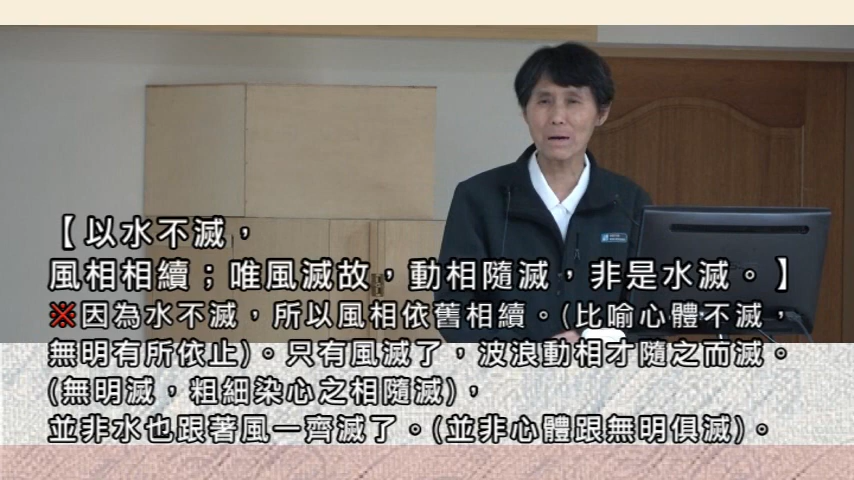 【以水不滅，
風相相續；唯風滅故，動相隨滅，非是水滅。】
※因為水不滅，所以風相依舊相續。(比喻心體不滅，
無明有所依止)。只有風滅了，波浪動相才隨之而滅。
(無明滅，粗細染心之相隨滅)，
並非水也跟著風一齊滅了。(並非心體跟無明俱滅)。